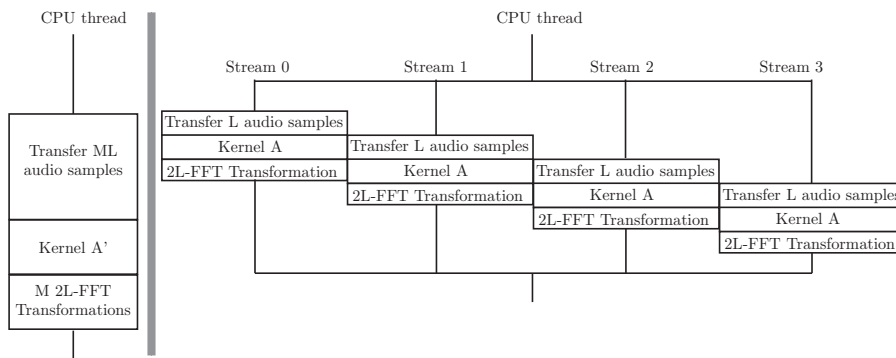 CPU thread
Transfer ML
audio samples
Kernel A'
M 2L-FFT
Transformations
CPU thread
Stream 0
Stream 1
Stream 2
Stream 3
Transfer L audio samples
Kernel A
2L-FFT Transformation
Transfer L audio samples
Kernel A
2L-FFT Transformation
Transfer L audio samples
Kernel A
2L-FFT Transformation
Transfer L audio samples
Kernel A
2L-FFT Transformation